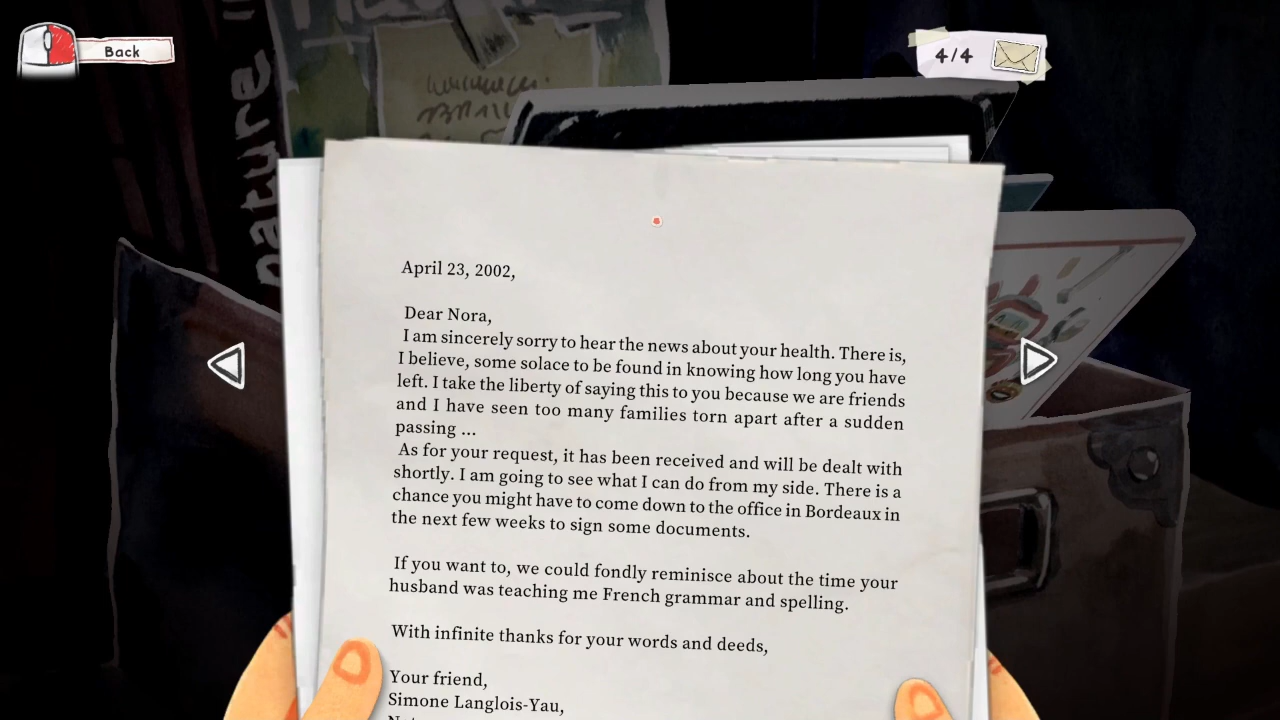 Back
4/4
nature
April 23, 2002,
Dear Nora,
I am sincerely sorry to hear the news about your health. There is,
I believe, some solace to be found in knowing how long you have
left. I take the liberty of saying this to you because we are friends
and I have seen too many families torn apart after a sudden
passing ...
As for your request, it has been received and will be dealt with
shortly. I am going to see what I can do from my side. There is a
chance you might have to come down to the office in Bordeaux in
the next few weeks to sign some documents.
If you want to, we could fondly reminisce about the time your
husband was teaching me French grammar and spelling.
With infinite thanks for your words and deeds,
Your friend,
Simone Langlois-Yau,